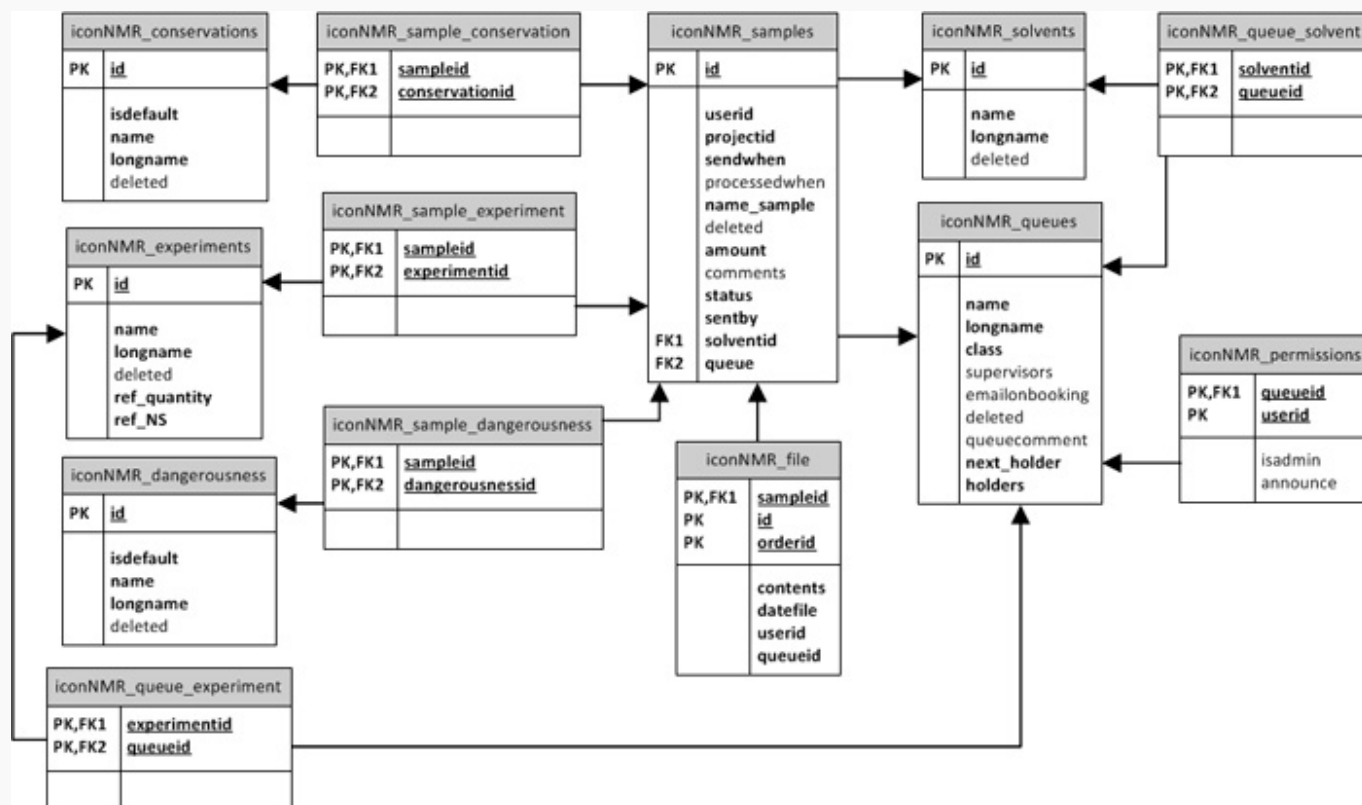 iconNMR_conservations
PK id
isdefault
name
longname
deleted
iconNMR_sample_conservation
PK,FK1 sampleid
PK,FK2 conservationid
iconNMR_samples
PK id
userid
projectid
sendwhen
processedwhen
name_sample
deleted
amount
comments
status
sentby
FK1 solventid
FK2 queue
iconNMR_solvents
PK id
name
longname
deleted
iconNMR_queue_solvent
PK,FK1 solventid
PK,FK2 queueid
iconNMR_experiments
PK id
name
longname
deleted
ref_quantity
ref_NS
iconNMR_sample_experiment
PK,FK1 sampleid
PK,FK2 experimentid
iconNMR_queues
PK id
name
longname
class
supervisors
emailonbooking
deleted
queuecomment
next_holder
holders
iconNMR_permissions
PK,FK1 queueid
PK userid
isadmin
announce
iconNMR_dangerousness
PK id
isdefault
name
longname
deleted
iconNMR_sample_dangerousness
PK,FK1 sampleid
PK,FK2 dangerousnessid
iconNMR_file
PK,FK1 sampleid
PK id
PK orderid
contents
datefile
userid
queueid
iconNMR_queue_experiment
PK,FK1 experimentid
PK,FK2 queueid